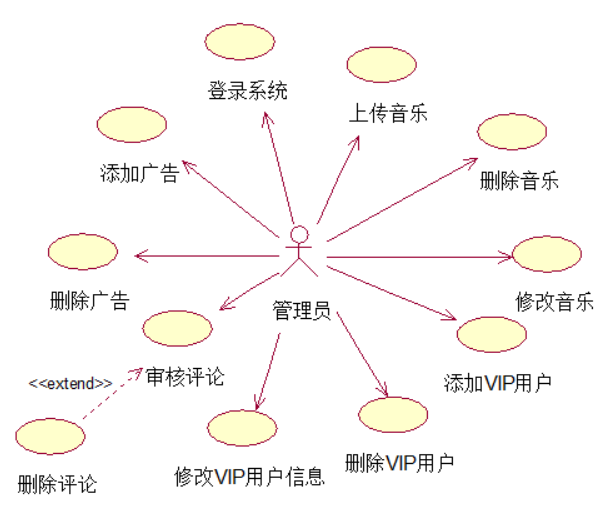 登录系统
上传音乐
添加广告
删除音乐
删除广告
管理员
修改音乐
<<extend>>
审核评论
添加VIP用户
删除评论
修改VIP用户信息
删除VIP用户